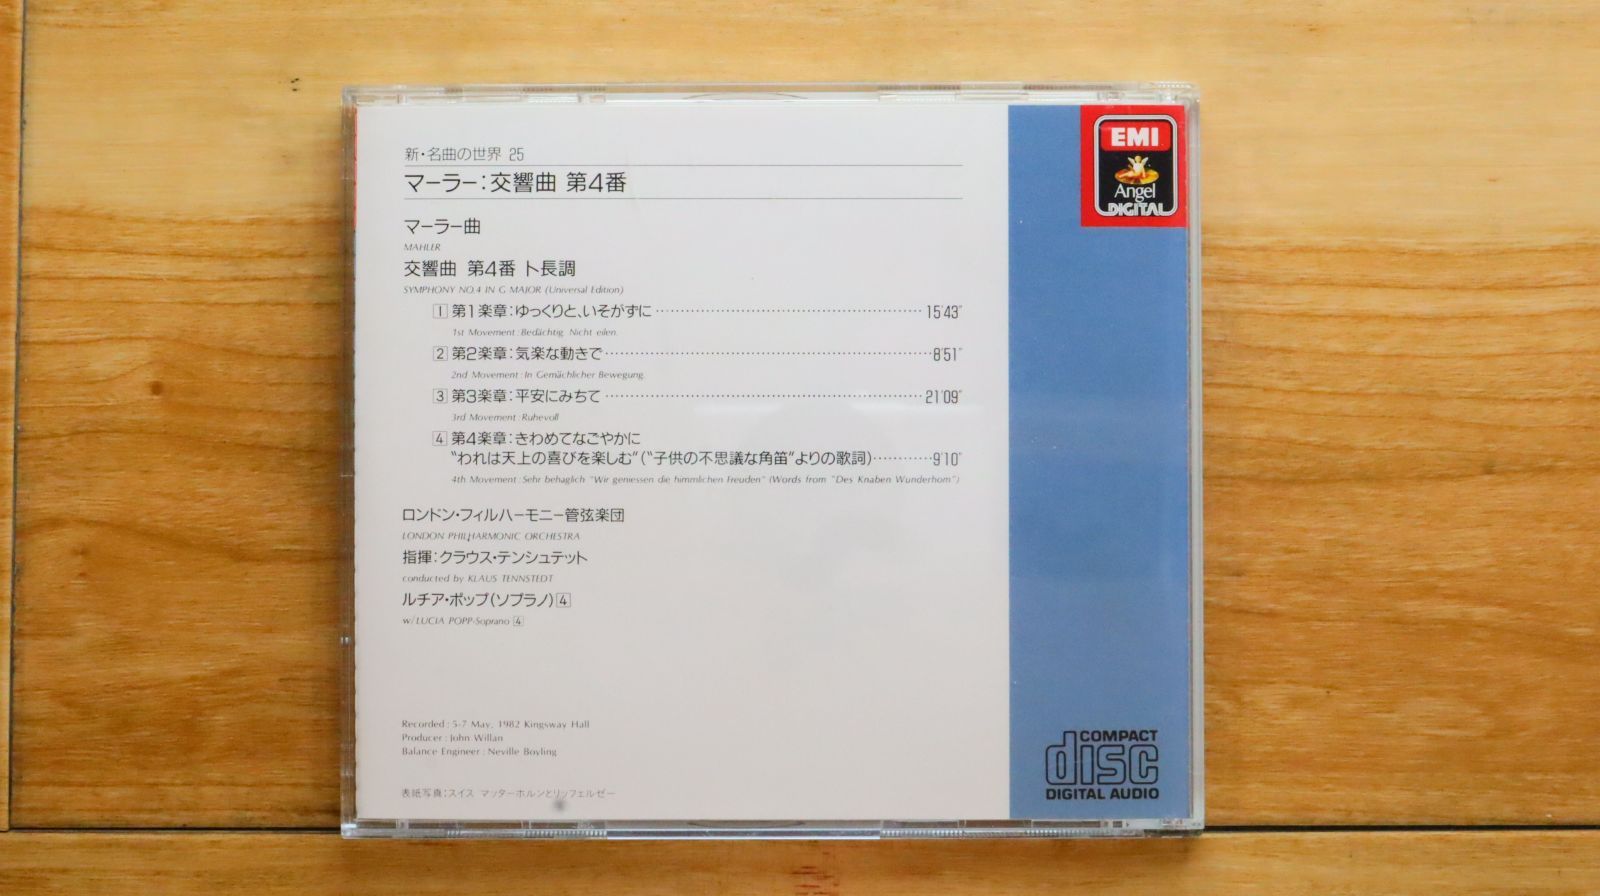 新・名曲の世界 25
マーラー：交響曲 第4番
マーラー曲
MAHLER
交響曲 第4番 ト長調
SYMPHONY NO.4 IN G MAJOR (Universal Edition)
1 第1楽章：ゆっくりと、いそがずに ････････････････････ 15'43"
1st Movement : Bedächtig. Nicht eilen.
2 第2楽章：気楽な動きで ････････････････････ 8'51"
2nd Movement : In Gemächlicher Bewegung.
3 第3楽章：平安にみちて ････････････････････ 21'09"
3rd Movement : Ruhevoll
4 第4楽章：きわめてなごやかに
“われは天上の喜びを楽しむ”（“子供の不思議な角笛”よりの歌詞）･･･････････ 9'10"
4th Movement : Sehr behaglich "Wir geniessen die himmlichen Freuden" (Words from "Des Knaben Wunderhorn")
ロンドン・フィルハーモニー管弦楽団
LONDON PHILHARMONIC ORCHESTRA
指揮：クラウス・テンシュテット
conducted by KLAUS TENNSTEDT
ルチア・ポップ（ソプラノ）4
w/LUCIA POPP-Soprano 4
Recorded : 5-7 May, 1982 Kingsway Hall
Producer : John Willan
Balance Engineer : Neville Boyling
表紙写真：スイス マッターホルンとリッフェルゼー
EMI
Angel
DIGITAL
COMPACT
disc
DIGITAL AUDIO